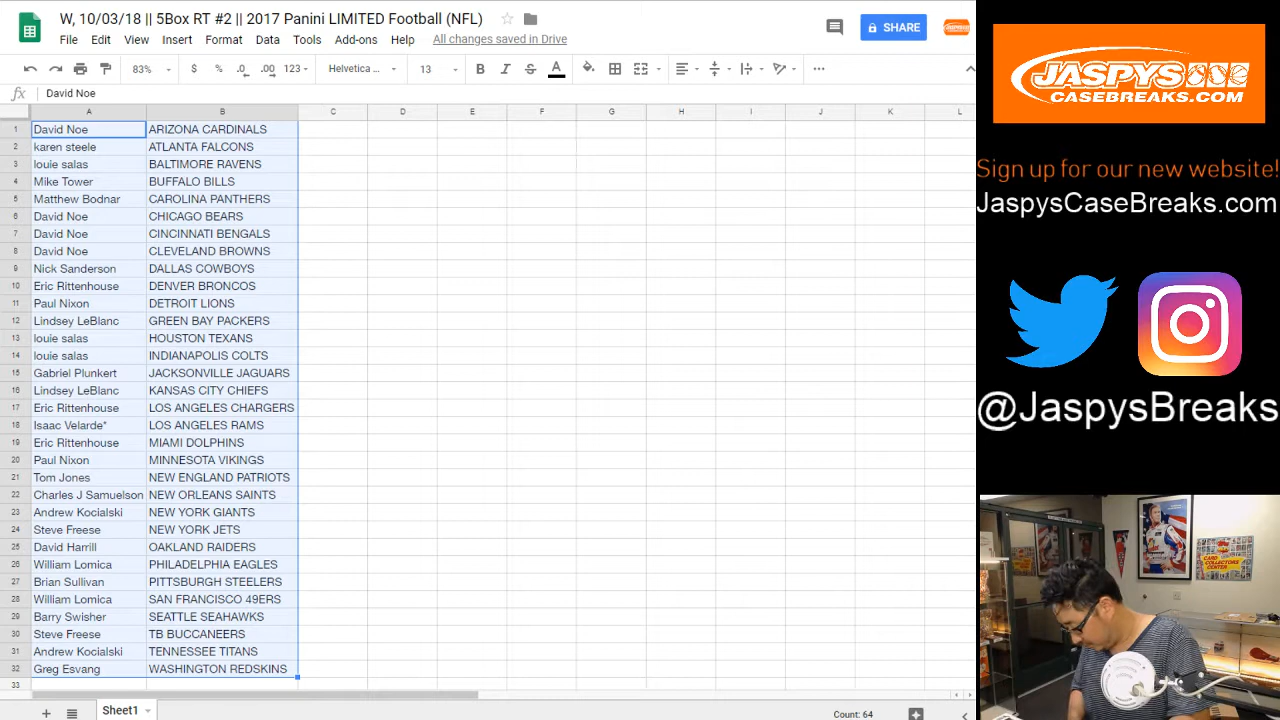 W, 10/03/18 || 5Box RT #2 || 2017 Panini LIMITED Football (NFL)
File Edit View Insert Tools Add-ons Help All changes saved in Drive
SHARE
83% $ % .0 .00 123 Helvetica ... 13 B I S A
fx David Noe
A B C D E F G H I J K L
1 David Noe ARIZONA CARDINALS
2 karen steele ATLANTA FALCONS
3 louie salas BALTIMORE RAVENS
4 Mike Tower BUFFALO BILLS
5 Matthew Bodnar CAROLINA PANTHERS
6 David Noe CHICAGO BEARS
7 David Noe CINCINNATI BENGALS
8 David Noe CLEVELAND BROWNS
9 Nick Sanderson DALLAS COWBOYS
10 Eric Rittenhouse DENVER BRONCOS
11 Paul Nixon DETROIT LIONS
12 Lindsey LeBlanc GREEN BAY PACKERS
13 louie salas HOUSTON TEXANS
14 louie salas INDIANAPOLIS COLTS
15 Gabriel Plunkert JACKSONVILLE JAGUARS
16 Lindsey LeBlanc KANSAS CITY CHIEFS
17 Eric Rittenhouse LOS ANGELES CHARGERS
18 Isaac Velarde* LOS ANGELES RAMS
19 Eric Rittenhouse MIAMI DOLPHINS
20 Paul Nixon MINNESOTA VIKINGS
21 Tom Jones NEW ENGLAND PATRIOTS
22 Charles J Samuelson NEW ORLEANS SAINTS
23 Andrew Kocialski NEW YORK GIANTS
24 Steve Freese NEW YORK JETS
25 David Harrill OAKLAND RAIDERS
26 William Lomica PHILADELPHIA EAGLES
27 Brian Sullivan PITTSBURGH STEELERS
28 William Lomica SAN FRANCISCO 49ERS
29 Barry Swisher SEATTLE SEAHAWKS
30 Steve Freese TB BUCCANEERS
31 Andrew Kocialski TENNESSEE TITANS
32 Greg Esvang WASHINGTON REDSKINS
33
Sheet1
Count: 64
JASPYS
CASEBREAKS.COM
Sign up for our new website!
JaspysCaseBreaks.com
@JaspysBreaks
topps
CARD
COLLECTORS
CENTER